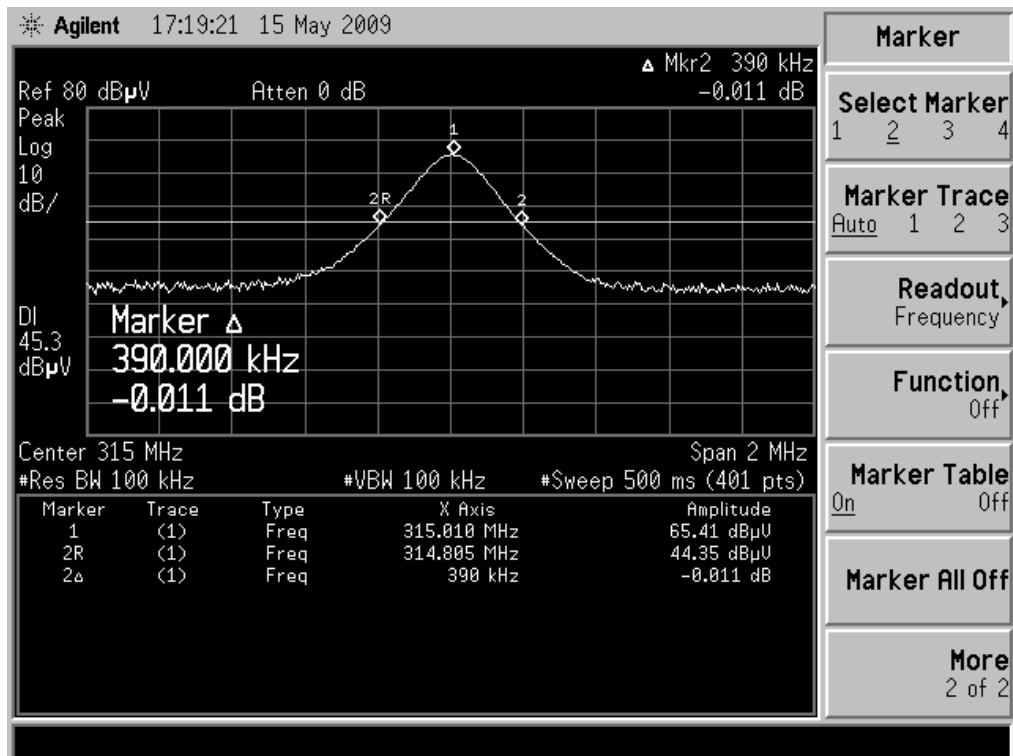 Agilent 17:19:21 15 May 2009
Δ Mkr2 390 kHz
Ref 80 dBµV Atten 0 dB -0.011 dB
Peak
Log
10
dB/
1
2R
2
DI
45.3
dBµV
Marker Δ
390.000 kHz
-0.011 dB
Center 315 MHz Span 2 MHz
#Res BW 100 kHz #VBW 100 kHz #Sweep 500 ms (401 pts)
Marker Trace Type X Axis Amplitude
1 (1) Freq 315.010 MHz 65.41 dBµV
2R (1) Freq 314.805 MHz 44.35 dBµV
2Δ (1) Freq 390 kHz -0.011 dB
Marker
Select Marker
1 2 3 4
Marker Trace
Auto 1 2 3
Readout
Frequency
Function
Off
Marker Table
On Off
Marker All Off
More
2 of 2